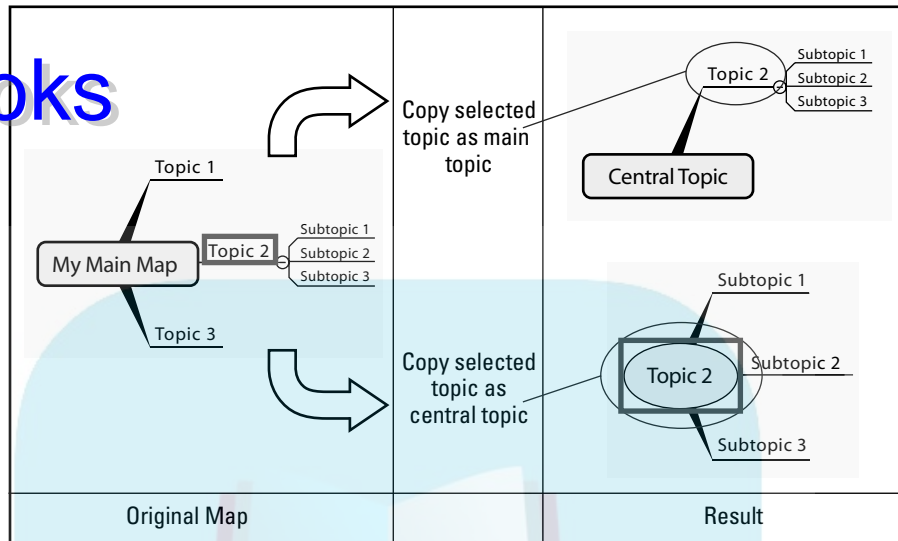 oks
Topic 1
My Main Map
Topic 2
Subtopic 1
Subtopic 2
Subtopic 3
Topic 3
Copy selected
topic as main
topic
Copy selected
topic as
central topic
Topic 2
Subtopic 1
Subtopic 2
Subtopic 3
Central Topic
Subtopic 1
Topic 2
Subtopic 2
Subtopic 3
Original Map
Result